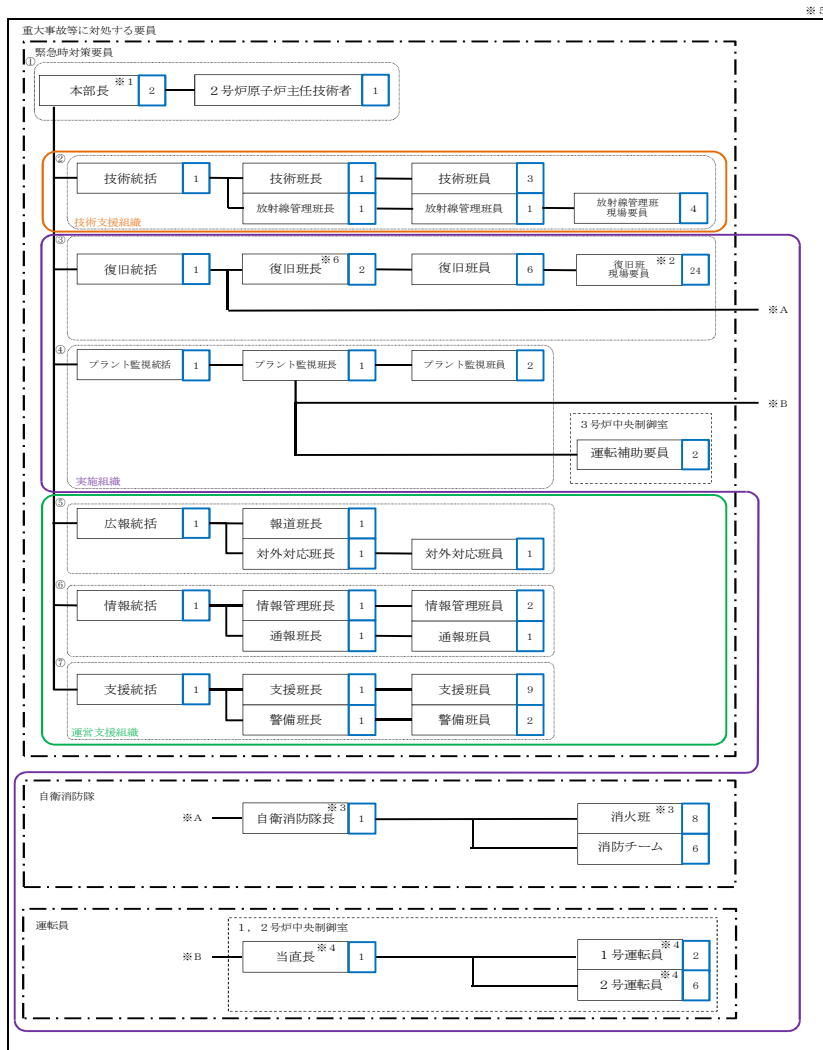 ※５
重大事故等に対処する要員
緊急時対策要員
①
本部長 ※１ 2 ２号炉原子炉主任技術者 1
②
技術統括 1 技術班長 1 技術班員 3
放射線管理班長 1 放射線管理班員 1 放射線管理班
現場要員 4
技術支援組織
③
復旧統括 1 復旧班長 ※６ 2 復旧班員 6 復旧班 ※２
現場要員 24
※A
④
プラント監視統括 1 プラント監視班長 1 プラント監視班員 2
※B
３号炉中央制御室
運転補助要員 2
実施組織
⑤
広報統括 1 報道班長 1
対外対応班長 1 対外対応班員 1
⑥
情報統括 1 情報管理班長 1 情報管理班員 2
通報班長 1 通報班員 1
⑦
支援統括 1 支援班長 1 支援班員 9
警備班長 1 警備班員 2
運営支援組織
自衛消防隊
※A 自衛消防隊長 ※３ 1 消火班 ※３ 8
消防チーム 6
運転員
１，２号炉中央制御室
※B 当直長 ※４ 1 １号運転員 ※４ 2
２号運転員 ※４ 6